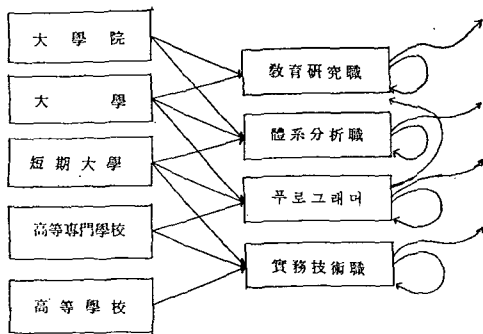 大學院
大學
短期大學
高等專門學校
高等學校
敎育硏究職
體系分析職
푸로그래머
實務技術職